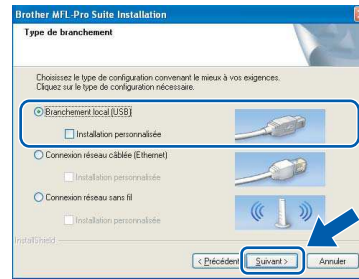 Brother MFL-Pro Suite Installation
Type de branchement
Choisissez le type de configuration convenant le mieux à vos exigences.
Cliquez sur le type de configuration nécessaire.
Branchement local (USB)
Installation personnalisée
Connexion réseau câblée (Ethernet)
Installation personnalisée
Connexion réseau sans fil
Installation personnalisée
InstallShield
< Précédent Suivant > Annuler